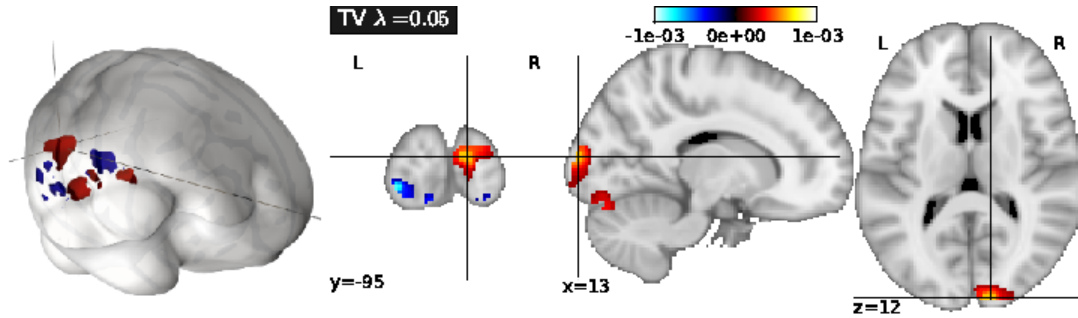 TV λ =0.05
-1e-03 0e+00 1e-03
L R
L R
y=-95
x=13
z=12